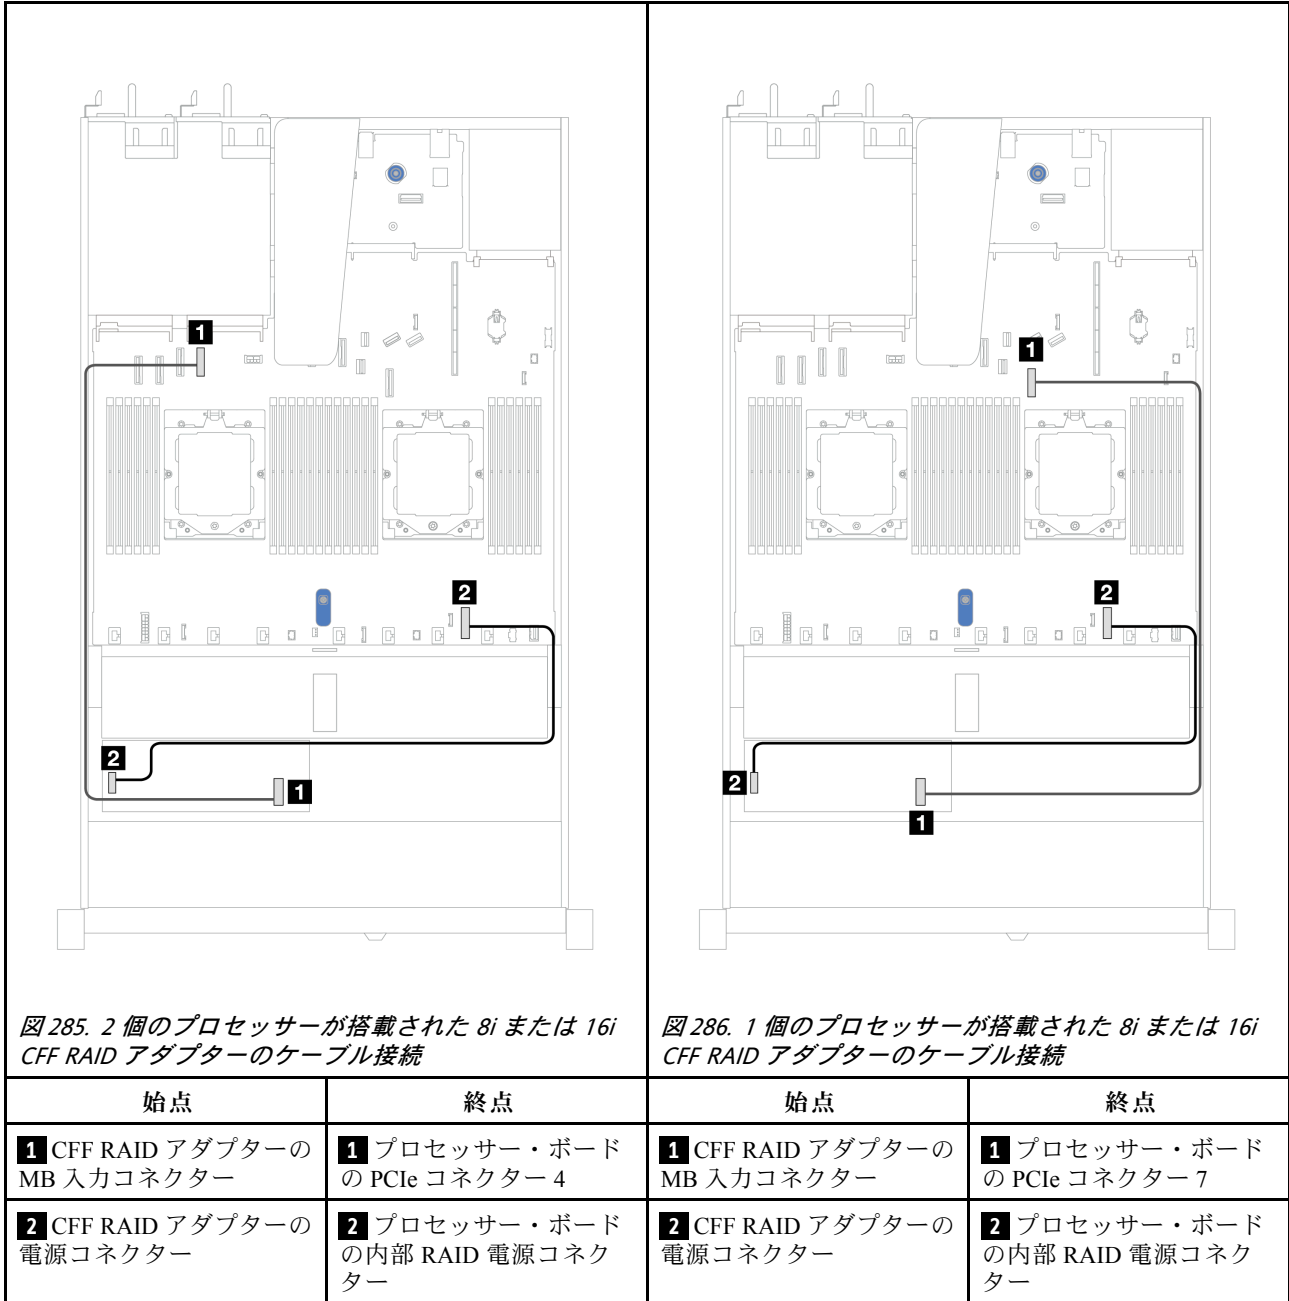 1
1
2
2
1
図 285. 2 個のプロセッサーが搭載された 8i または 16i
CFF RAID アダプターのケーブル接続
1
2
2
1
図 286. 1 個のプロセッサーが搭載された 8i または 16i
CFF RAID アダプターのケーブル接続
始点 終点 始点 終点
1 CFF RAID アダプターの
MB 入力コネクター
1 プロセッサー・ボード
の PCIe コネクター 4
1 CFF RAID アダプターの
MB 入力コネクター
1 プロセッサー・ボード
の PCIe コネクター 7
2 CFF RAID アダプターの
電源コネクター
2 プロセッサー・ボード
の内部 RAID 電源コネク
ター
2 CFF RAID アダプターの
電源コネクター
2 プロセッサー・ボード
の内部 RAID 電源コネク
ター